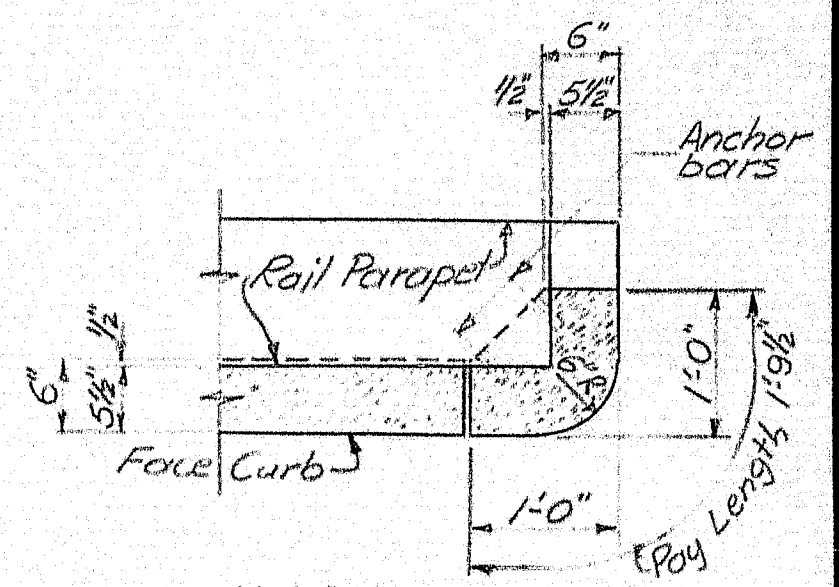 6"
1/2" 5 1/2"
Anchor
bars
Rail Parapet
1/2"
6"
5 1/2"
1'-0"
Face Curb
1'-0"
(Pay Length 1'-9 1/2"